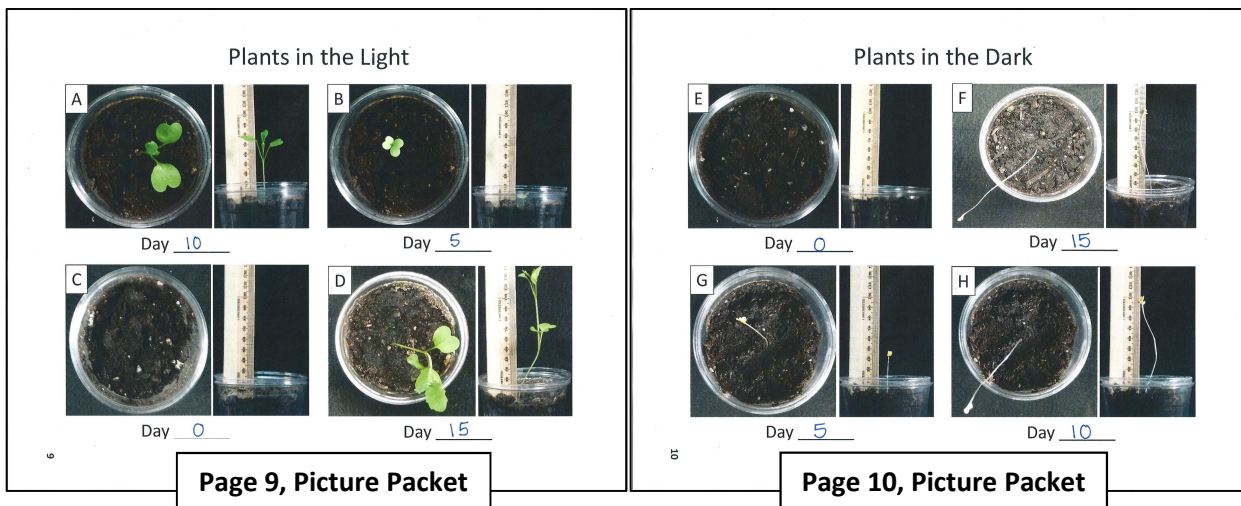 Plants in the Light
A
B
Day 10
Day 5
C
D
Day 0
Day 15
9
Page 9, Picture Packet
Plants in the Dark
E
F
Day 0
Day 15
G
H
Day 5
Day 10
10
Page 10, Picture Packet